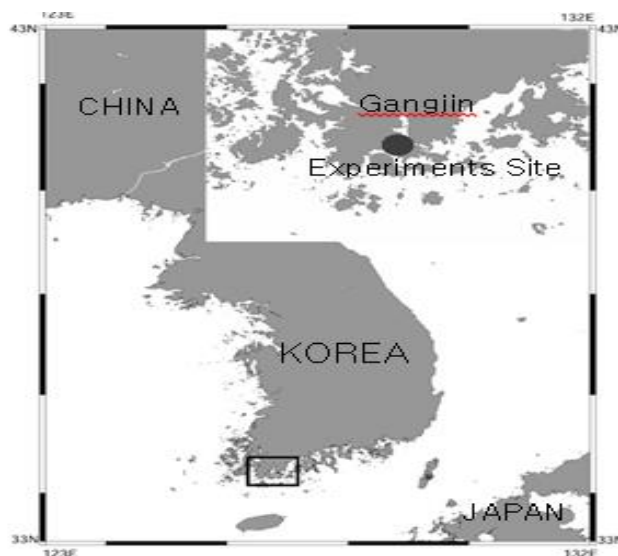 123E 132E
43N 43N
CHINA
Gangjin
Experiments Site
KOREA
JAPAN
33N 33N
123E 132E